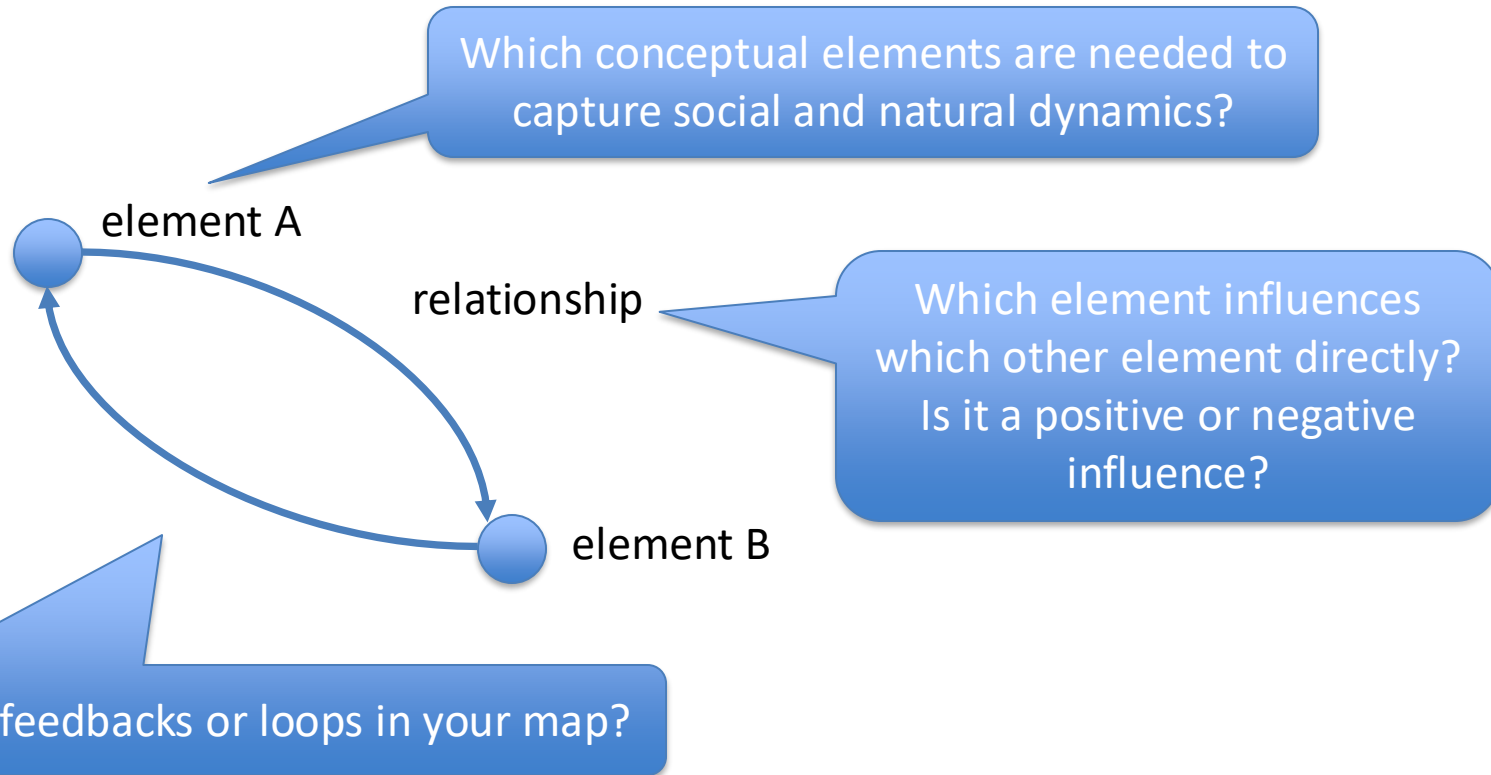 Which conceptual elements are needed to
capture social and natural dynamics?
element A
relationship
Which element influences
which other element directly?
Is it a positive or negative
influence?
element B
feedbacks or loops in your map?